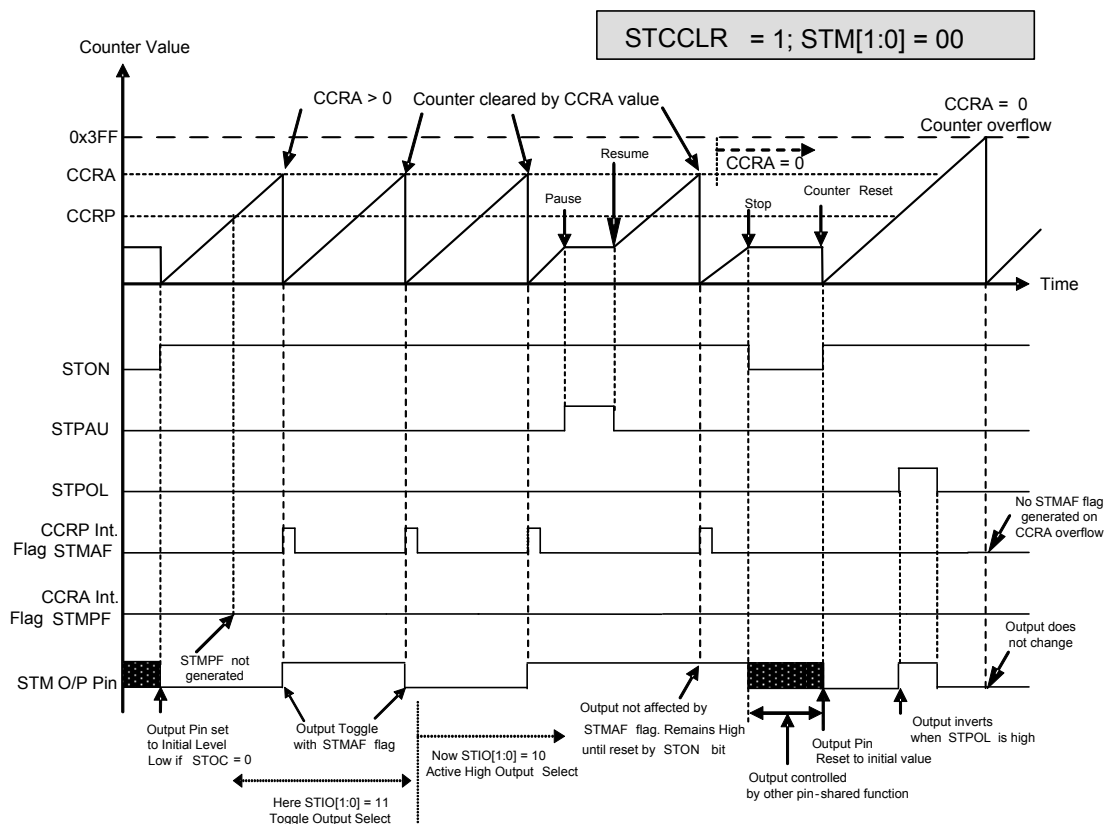 STCCLR = 1; STM[1:0] = 00
Counter Value
CCRA > 0
Counter cleared by CCRA value
CCRA = 0
Counter overflow
0x3FF
Resume
CCRA = 0
CCRA
Pause
Stop
Counter Reset
CCRP
Time
STON
STPAU
STPOL
No STMAF flag
generated on
CCRA overflow
CCRP Int.
Flag STMAF
CCRA Int.
Flag STMPF
STMPF not
generated
Output does
not change
STM O/P Pin
Output Pin set
to Initial Level
Low if STOC = 0
Output Toggle
with STMAF flag
Now STIO[1:0] = 10
Active High Output Select
Output not affected by
STMAF flag. Remains High
until reset by STON bit
Output Pin
Reset to initial value
Output inverts
when STPOL is high
Output controlled
by other pin-shared function
Here STIO[1:0] = 11
Toggle Output Select